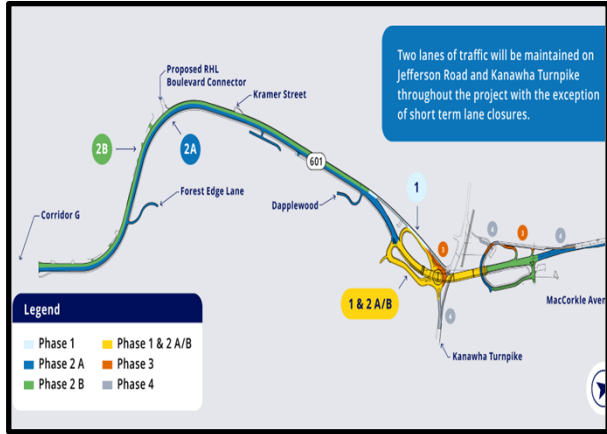 Two lanes of traffic will be maintained on
Jefferson Road and Kanawha Turnpike
throughout the project with the exception
of short term lane closures.
Proposed RHL
Boulevard Connector
Kramer Street
2B
2A
601
Forest Edge Lane
Dapplewood
1
Corridor G
4
3
4
3
1 & 2 A/B
MacCorkle Aven
4
Kanawha Turnpike
Legend
Phase 1
Phase 1 & 2 A/B
Phase 2 A
Phase 3
Phase 2 B
Phase 4